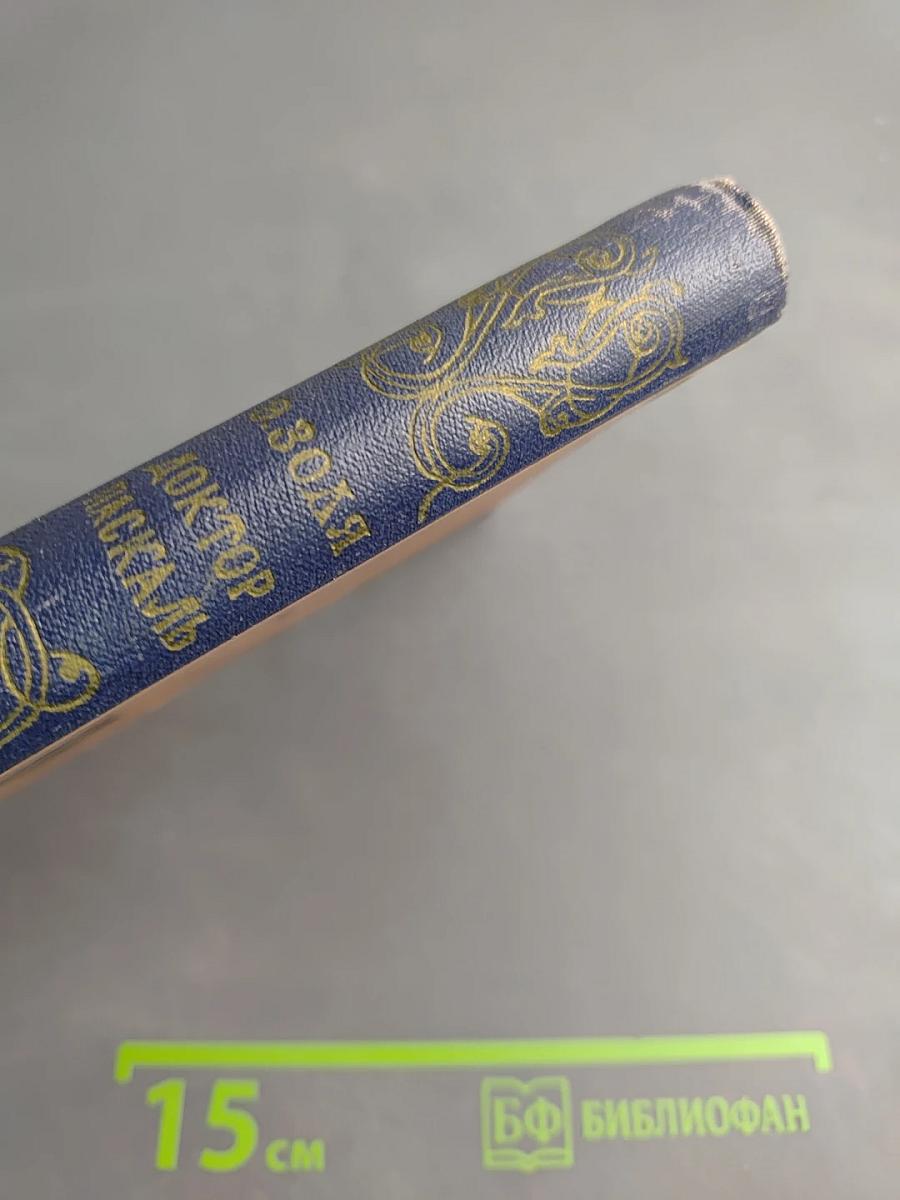 Э.ЗОЛЯ
ДОКТОР
ПАСКАЛЬ
15 см
БФ БИБЛИОФАН